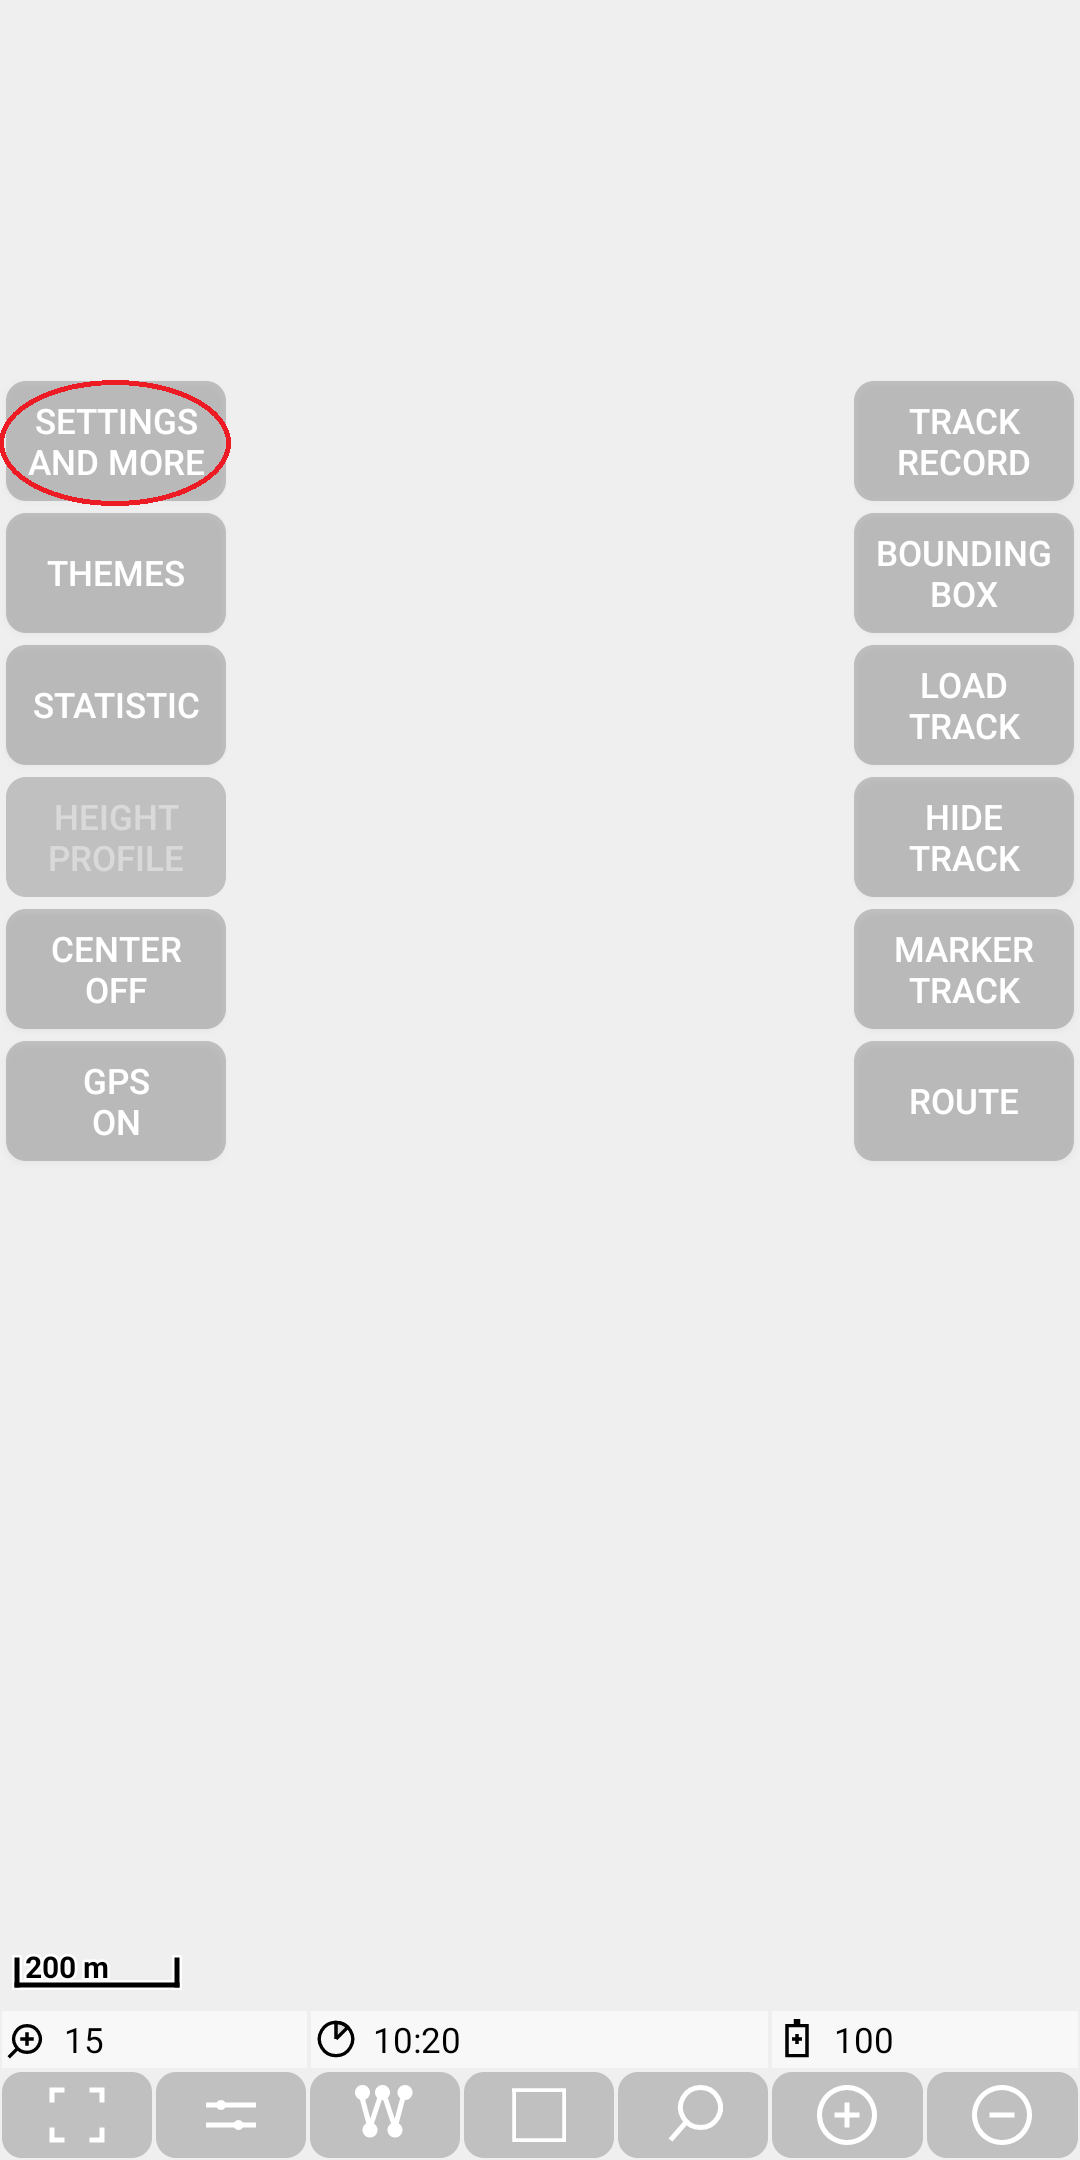 SETTINGS
AND MORE
THEMES
STATISTIC
HEIGHT
PROFILE
CENTER
OFF
GPS
ON
TRACK
RECORD
BOUNDING
BOX
LOAD
TRACK
HIDE
TRACK
MARKER
TRACK
ROUTE
200 m
15
10:20
100